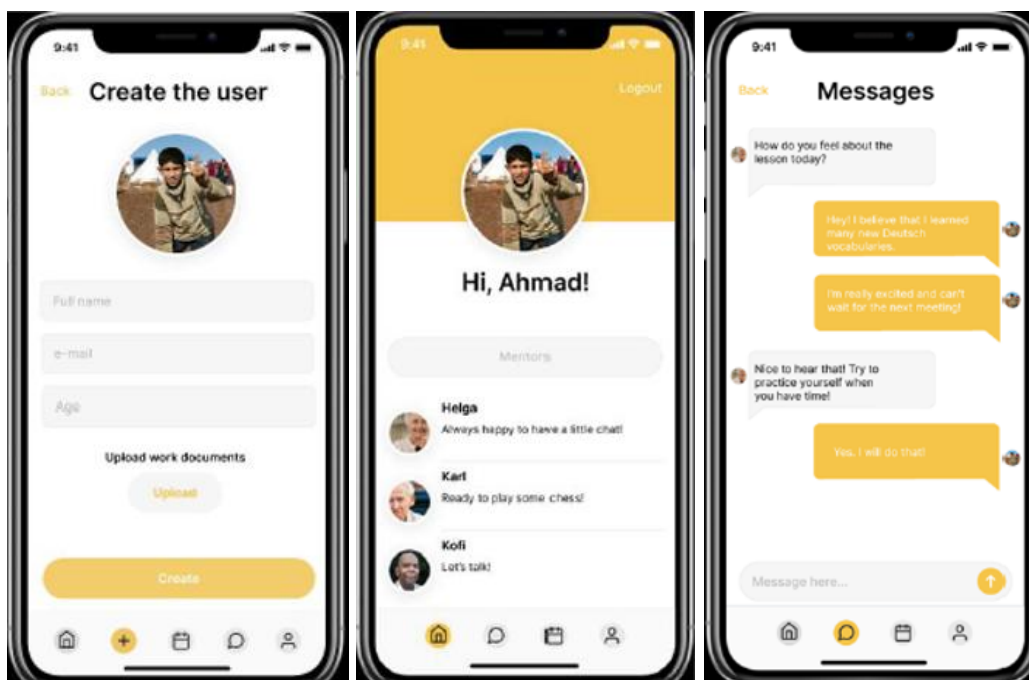 9:41
Back
Create the user
Full name
e-mail
Age
Upload work documents
Upload
Create
9:41
Logout
Hi, Ahmad!
Mentors
Helga
Always happy to have a little chat!
Karl
Ready to play some chess!
Kofi
Let's talk!
9:41
Back
Messages
How do you feel about the
lesson today?
Hey! I believe that I learned
many new Deutsch
vocabularies.
I'm really excited and can't
wait for the next meeting!
Nice to hear that! Try to
practice yourself when
you have time!
Yes, I will do that!
Message here...